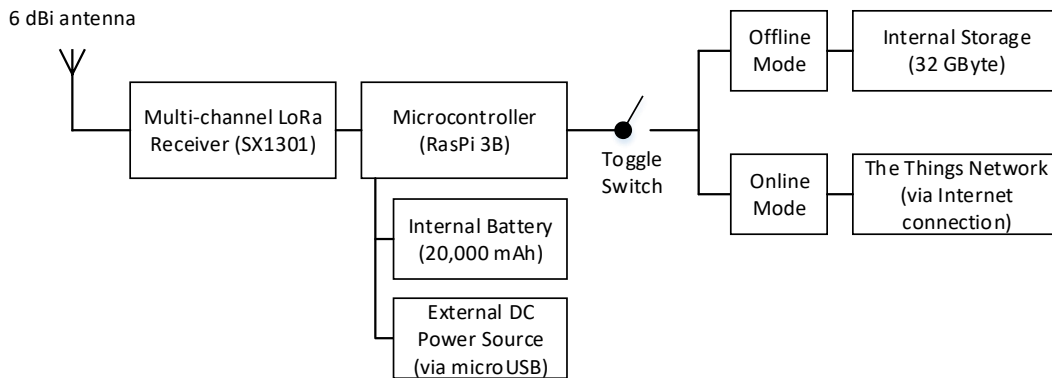 6 dBi antenna
Multi-channel LoRa
Receiver (SX1301)
Microcontroller
(RasPi 3B)
Internal Battery
(20,000 mAh)
External DC
Power Source
(via microUSB)
Toggle
Switch
Offline
Mode
Internal Storage
(32 GByte)
Online
Mode
The Things Network
(via Internet
connection)